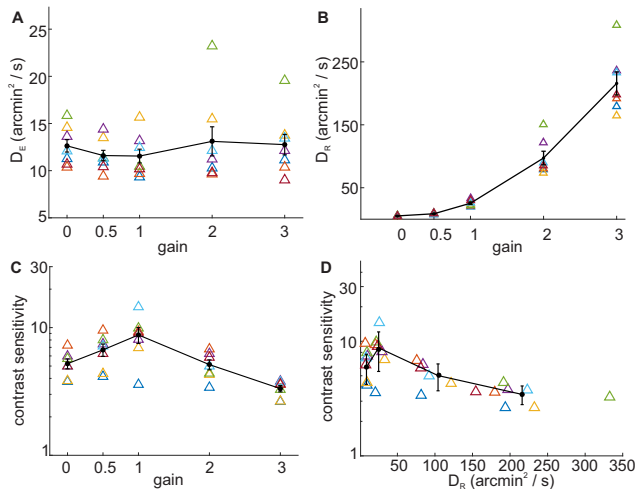 A
D_E (arcmin² / s)
25
20
15
10
5
0 0.5 1 2 3
gain
B
D_R (arcmin² / s)
250
150
50
0 0.5 1 2 3
gain
C
contrast sensitivity
30
10
1
0 0.5 1 2 3
gain
D
contrast sensitivity
30
10
1
50 100 150 200 250 300 350
D_R (arcmin² / s)